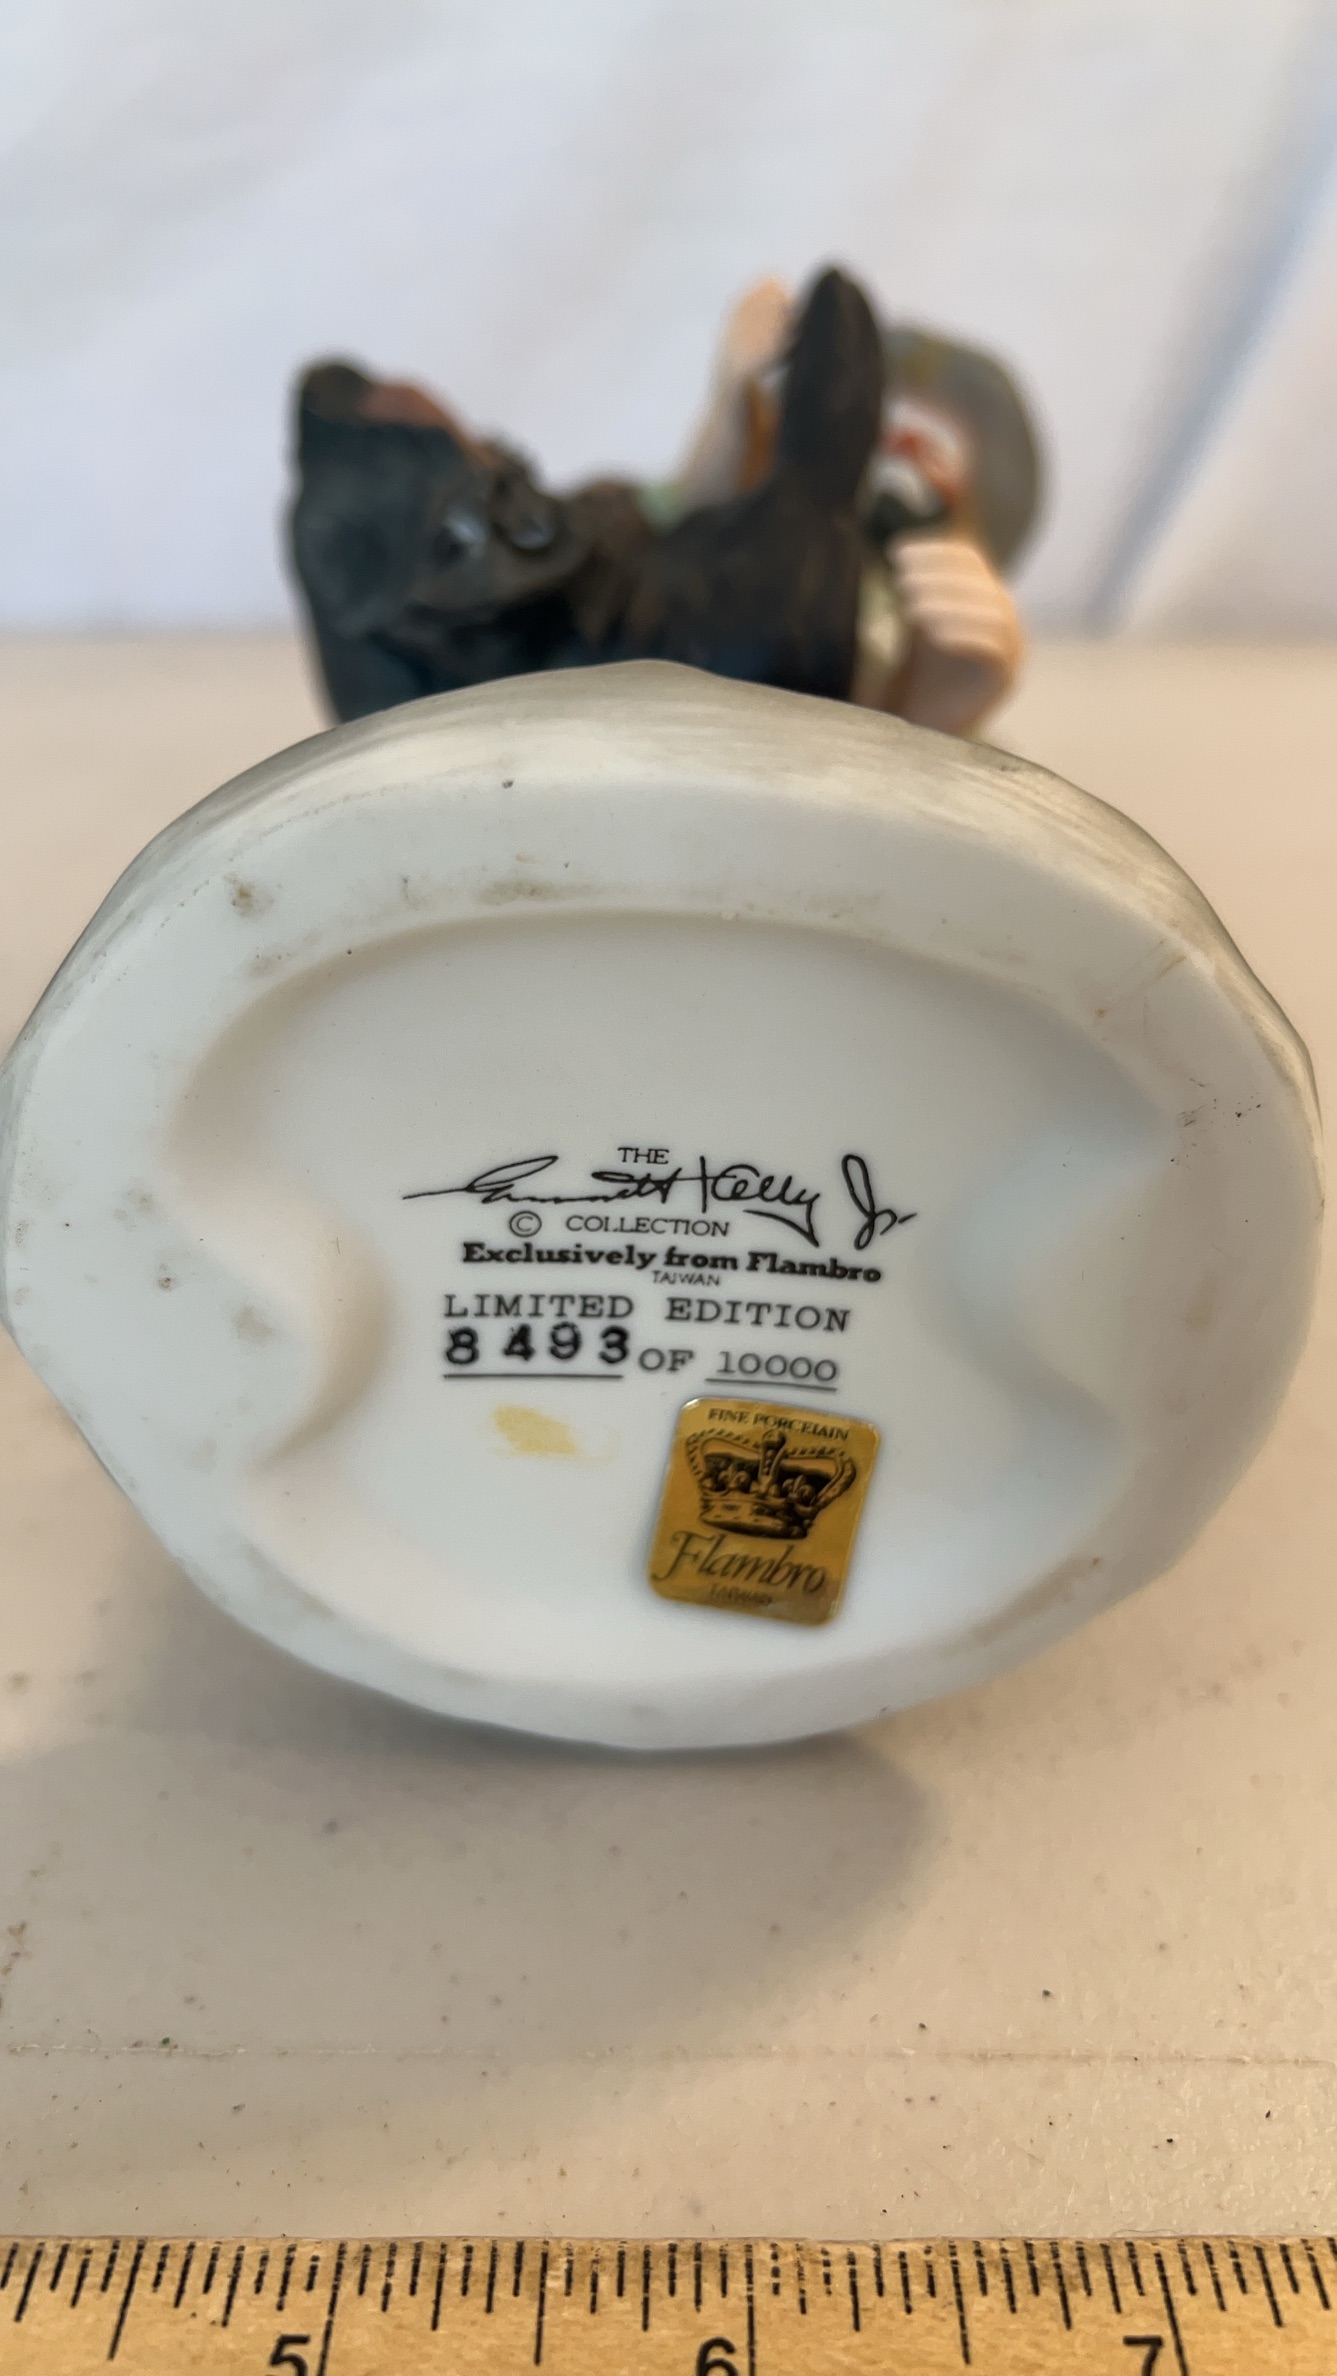 THE
Emmett Kelly Jr.
© COLLECTION
Exclusively from Flambro
TAIWAN
LIMITED EDITION
8493 OF 10000
FINE PORCELAIN
Flambro
TAIWAN
5 6 7